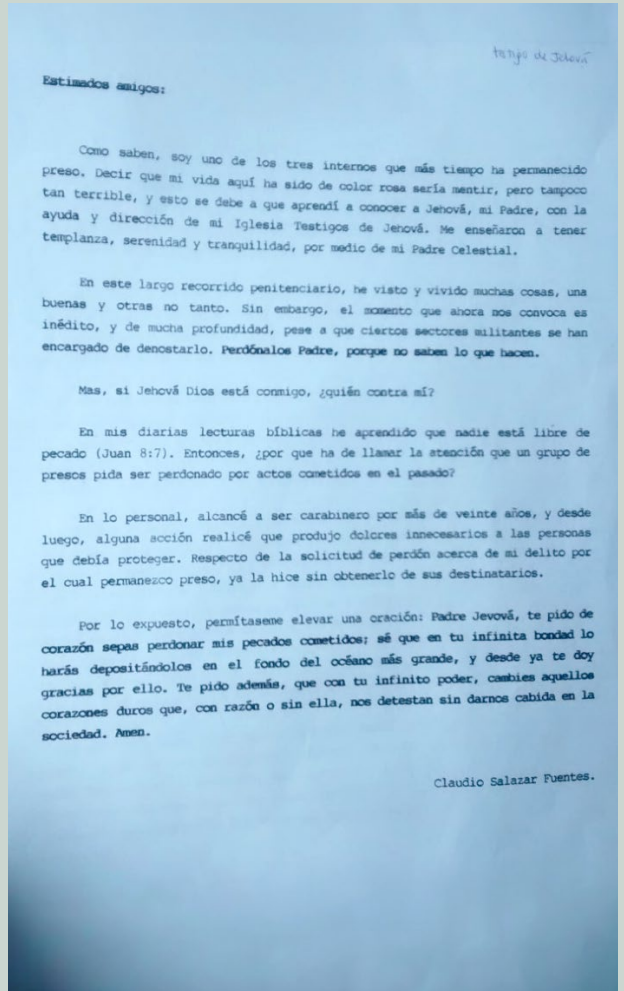 testigo de Jehová
Estimados amigos:
Como saben, soy uno de los tres internos que más tiempo ha permanecido
preso. Decir que mi vida aquí ha sido de color rosa sería mentir, pero tampoco
tan terrible, y esto se debe a que aprendí a conocer a Jehová, mi Padre, con la
ayuda y dirección de mi Iglesia Testigos de Jehová. Me enseñaron a tener
templanza, serenidad y tranquilidad, por medio de mi Padre Celestial.
En este largo recorrido penitenciario, he visto y vivido muchas cosas, una
buenas y otras no tanto. Sin embargo, el momento que ahora nos convoca es
inédito, y de mucha profundidad, pese a que ciertos sectores militantes se han
encargado de denostarlo. Perdónalos Padre, porque no saben lo que hacen.
Mas, si Jehová Dios está conmigo, ¿quién contra mí?
En mis diarias lecturas bíblicas he aprendido que nadie está libre de
pecado (Juan 8:7). Entonces, ¿por que ha de llamar la atención que un grupo de
presos pida ser perdonado por actos cometidos en el pasado?
En lo personal, alcancé a ser carabinero por más de veinte años, y desde
luego, alguna acción realicé que produjo dolores innecesarios a las personas
que debía proteger. Respecto de la solicitud de perdón acerca de mi delito por
el cual permanezco preso, ya la hice sin obtenerlo de sus destinatarios.
Por lo expuesto, permítaseme elevar una oración: Padre Jevová, te pido de
corazón sepas perdonar mis pecados cometidos; sé que en tu infinita bondad lo
harás depositándolos en el fondo del océano más grande, y desde ya te doy
gracias por ello. Te pido además, que con tu infinito poder, cambies aquellos
corazones duros que, con razón o sin ella, nos detestan sin darnos cabida en la
sociedad. Amen.
Claudio Salazar Fuentes.